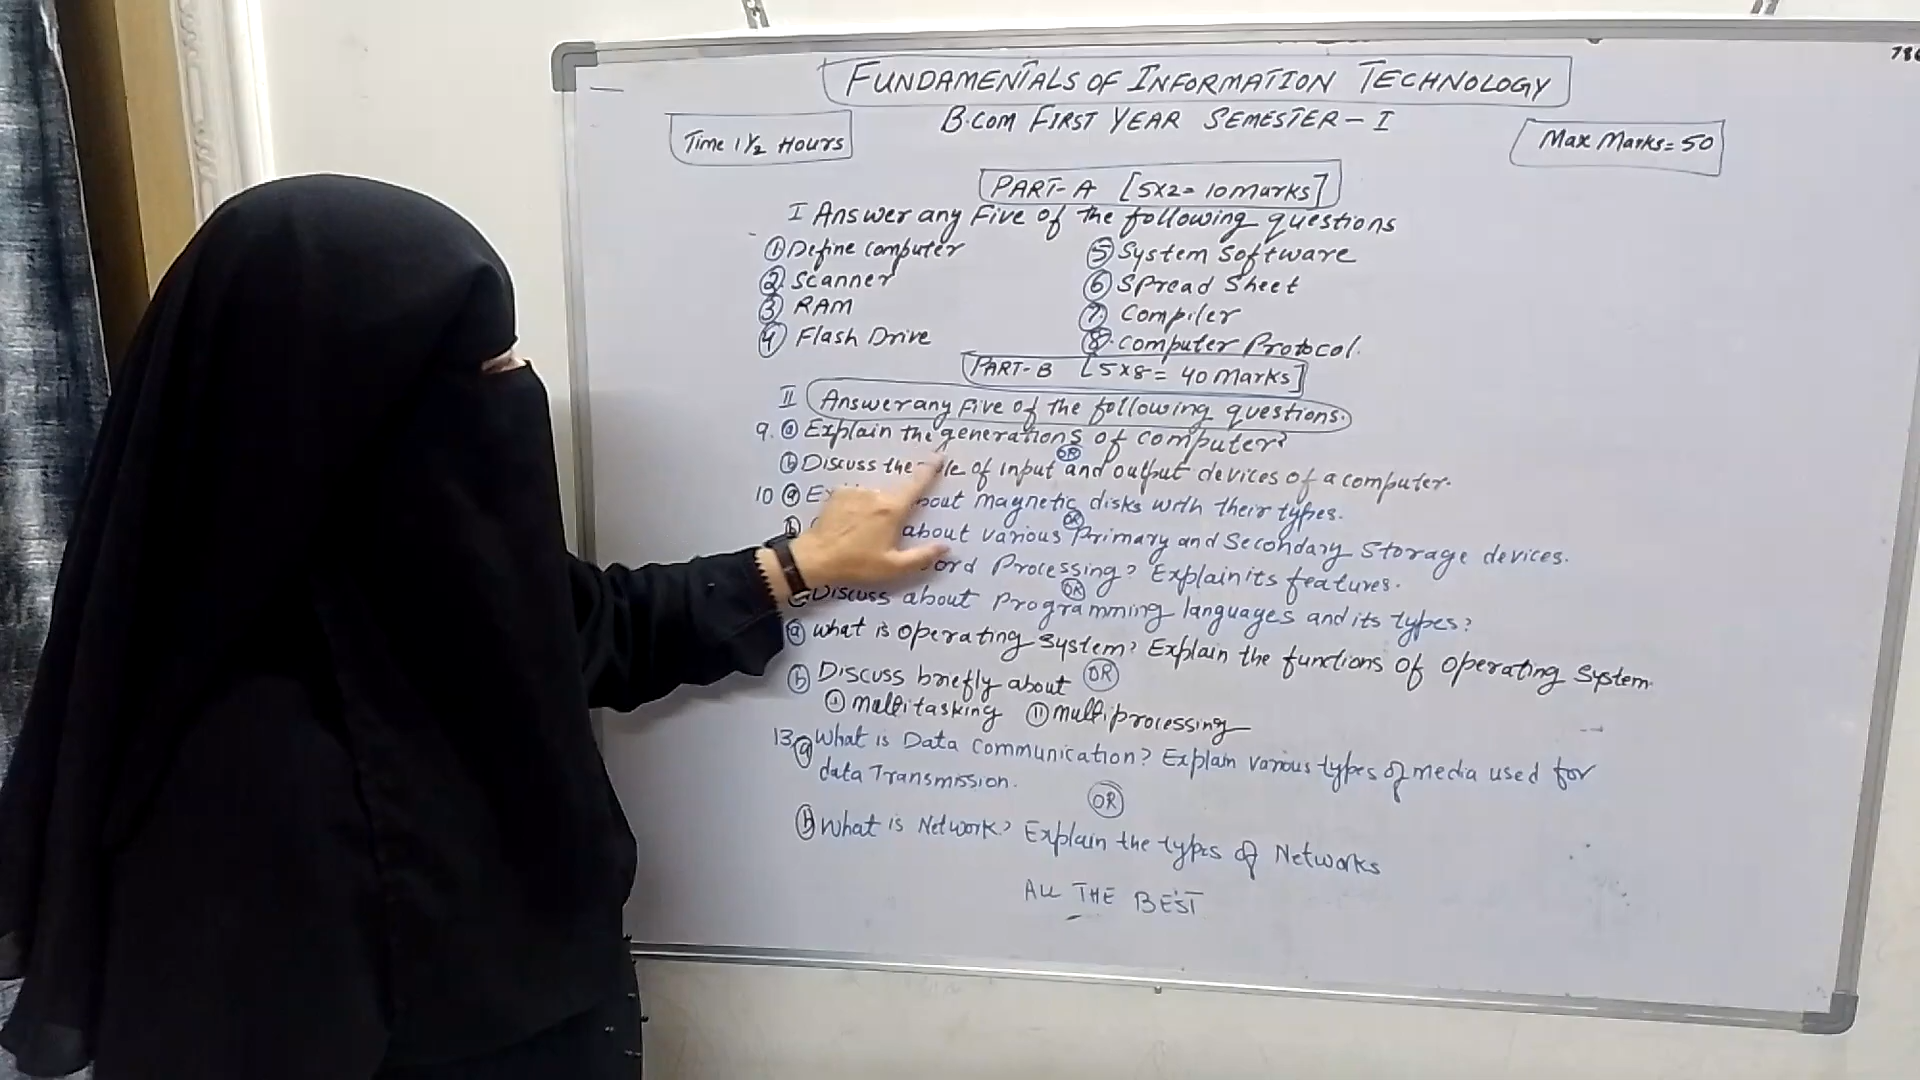 786
FUNDAMENTALS OF INFORMATION TECHNOLOGY
B.COM FIRST YEAR SEMESTER - I
Time 1 1/2 Hours
Max Marks = 50
PART-A [5x2=10 marks]
I Answer any Five of the following questions
① Define computer
② Scanner
③ RAM
④ Flash Drive
⑤ System Software
⑥ Spread Sheet
⑦ Compiler
⑧ Computer Protocol.
PART-B [5x8= 40 Marks]
II Answer any Five of the following questions.
9. ⓐ Explain the generations of computer?
OR
ⓑ Discuss the of Input and output devices of a computer.
10 ⓐ about magnetic disks with their types.
OR
ⓑ about various Primary and Secondary Storage devices.
Processing? Explain its features.
OR
Discuss about Programming languages and its types?
ⓐ what is operating system? Explain the functions of operating System.
OR
ⓑ Discuss briefly about
ⓘ multitasking ⓘⓘ multiprocessing
13 ⓐ What is Data Communication? Explain various types of media used for
data Transmission.
OR
ⓑ What is Network? Explain the types of Networks
ALL THE BEST